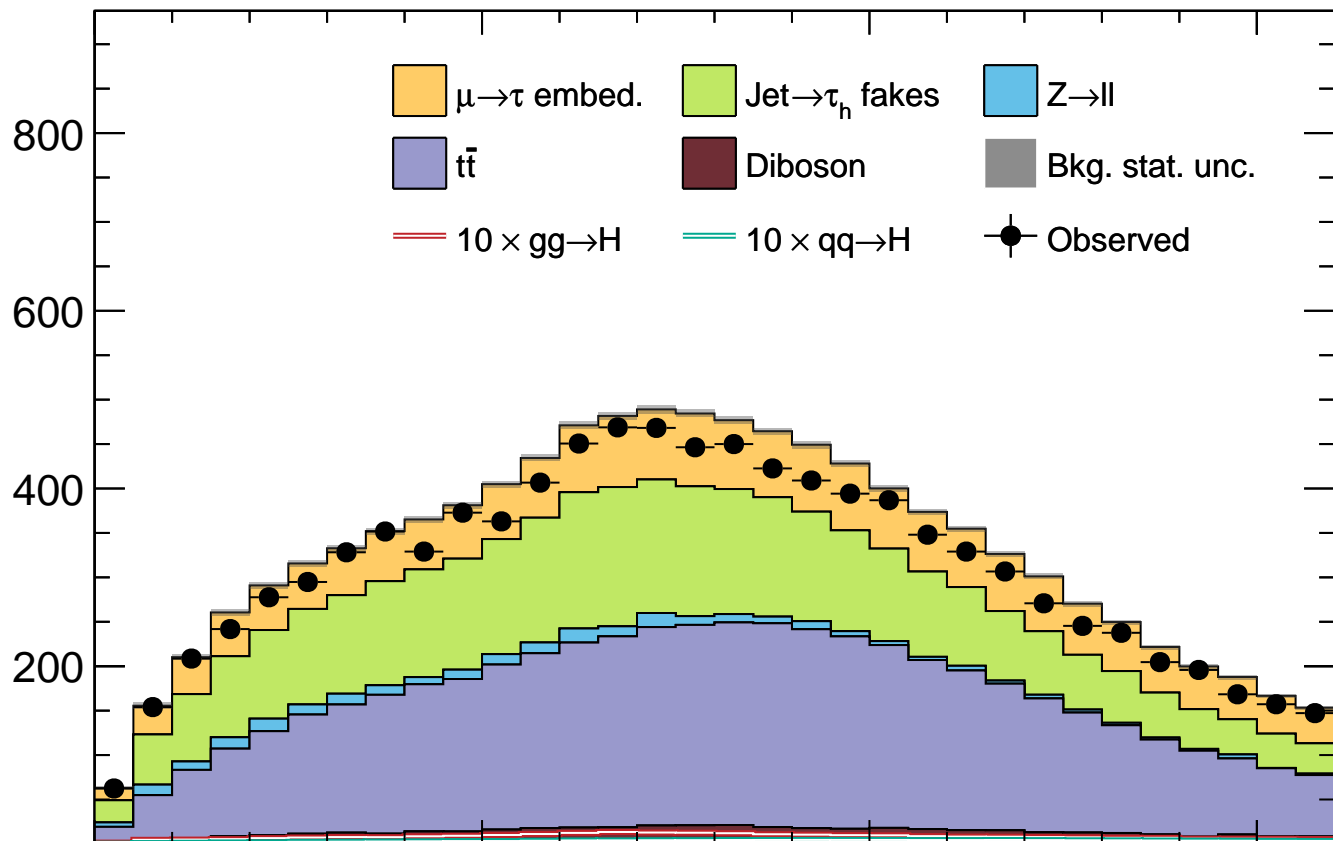 μ→τ embed. Jet→τh fakes Z→ll
800
tt̄ Diboson Bkg. stat. unc.
10 × gg→H 10 × qq→H Observed
600
400
200